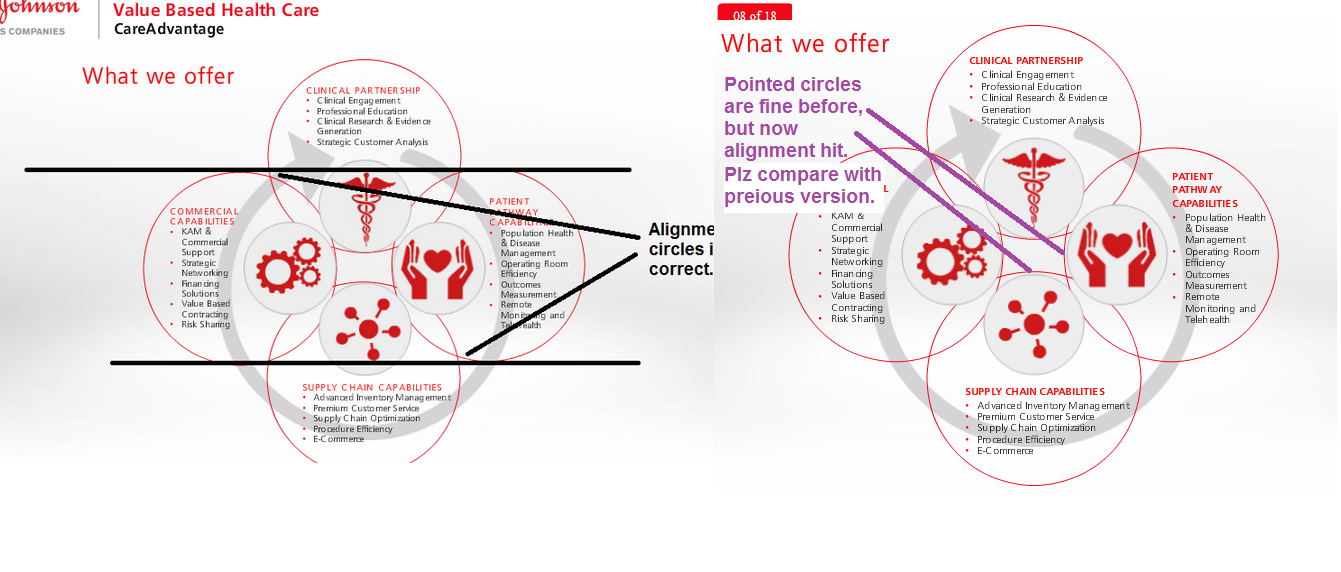 Johnson
S COMPANIES
Value Based Health Care
CareAdvantage
What we offer
CLINICAL PARTNERSHIP
• Clinical Engagement
• Professional Education
• Clinical Research & Evidence
Generation
• Strategic Customer Analysis
COMMERCIAL
CAPABILITIES
• KAM &
Commercial
Support
• Strategic
Networking
• Financing
Solutions
• Value Based
Contracting
• Risk Sharing
PATIENT
PATHWAY
CAPABILITIES
• Population Health
& Disease
Management
• Operating Room
Efficiency
• Outcomes
Measurement
• Remote
Monitoring and
Telehealth
SUPPLY CHAIN CAPABILITIES
• Advanced Inventory Management
• Premium Customer Service
• Supply Chain Optimization
• Procedure Efficiency
• E-Commerce
Alignme
circles i
correct.
08 of 18
What we offer
Pointed circles
are fine before,
but now
alignment hit.
Plz compare with
preious version.
CLINICAL PARTNERSHIP
• Clinical Engagement
• Professional Education
• Clinical Research & Evidence
Generation
• Strategic Customer Analysis
L
• KAM &
Commercial
Support
• Strategic
Networking
• Financing
Solutions
• Value Based
Contracting
• Risk Sharing
PATIENT
PATHWAY
CAPABILITIES
• Population Health
& Disease
Management
• Operating Room
Efficiency
• Outcomes
Measurement
• Remote
Monitoring and
Telehealth
SUPPLY CHAIN CAPABILITIES
• Advanced Inventory Management
• Premium Customer Service
• Supply Chain Optimization
• Procedure Efficiency
• E-Commerce